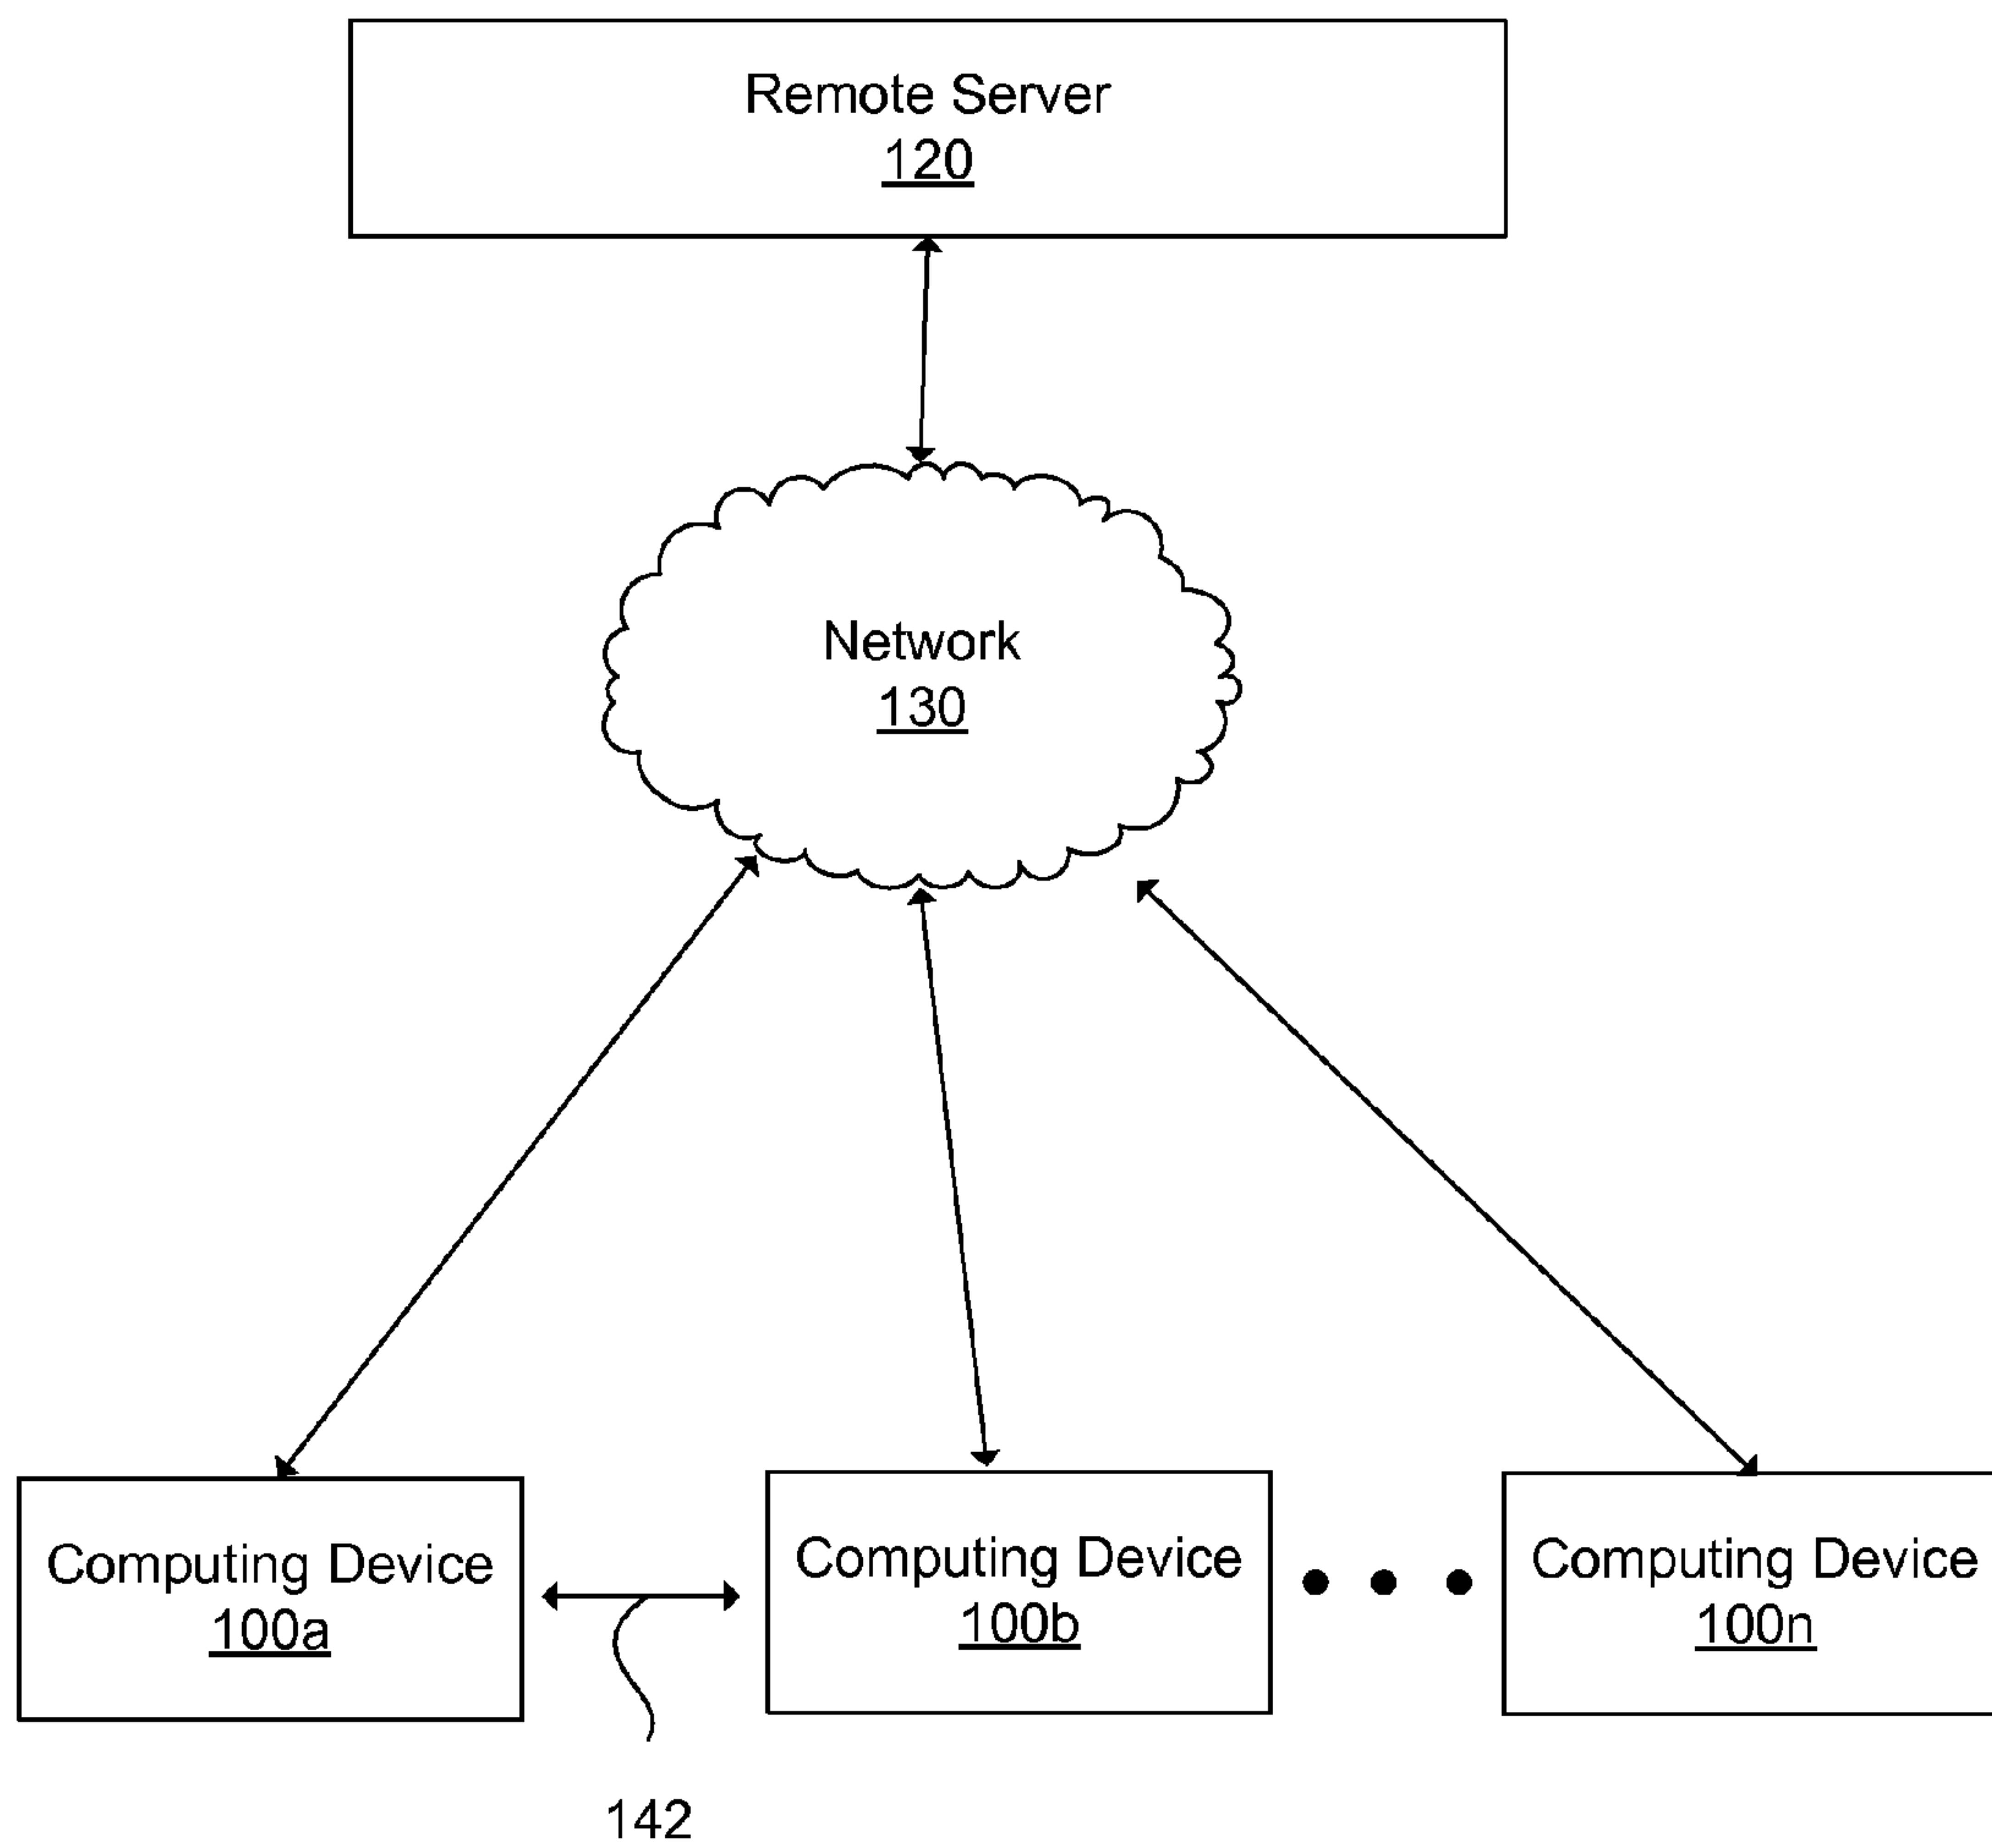 Remote Server
120
Network
130
Computing Device
100a
Computing Device
100b
Computing Device
100n
142